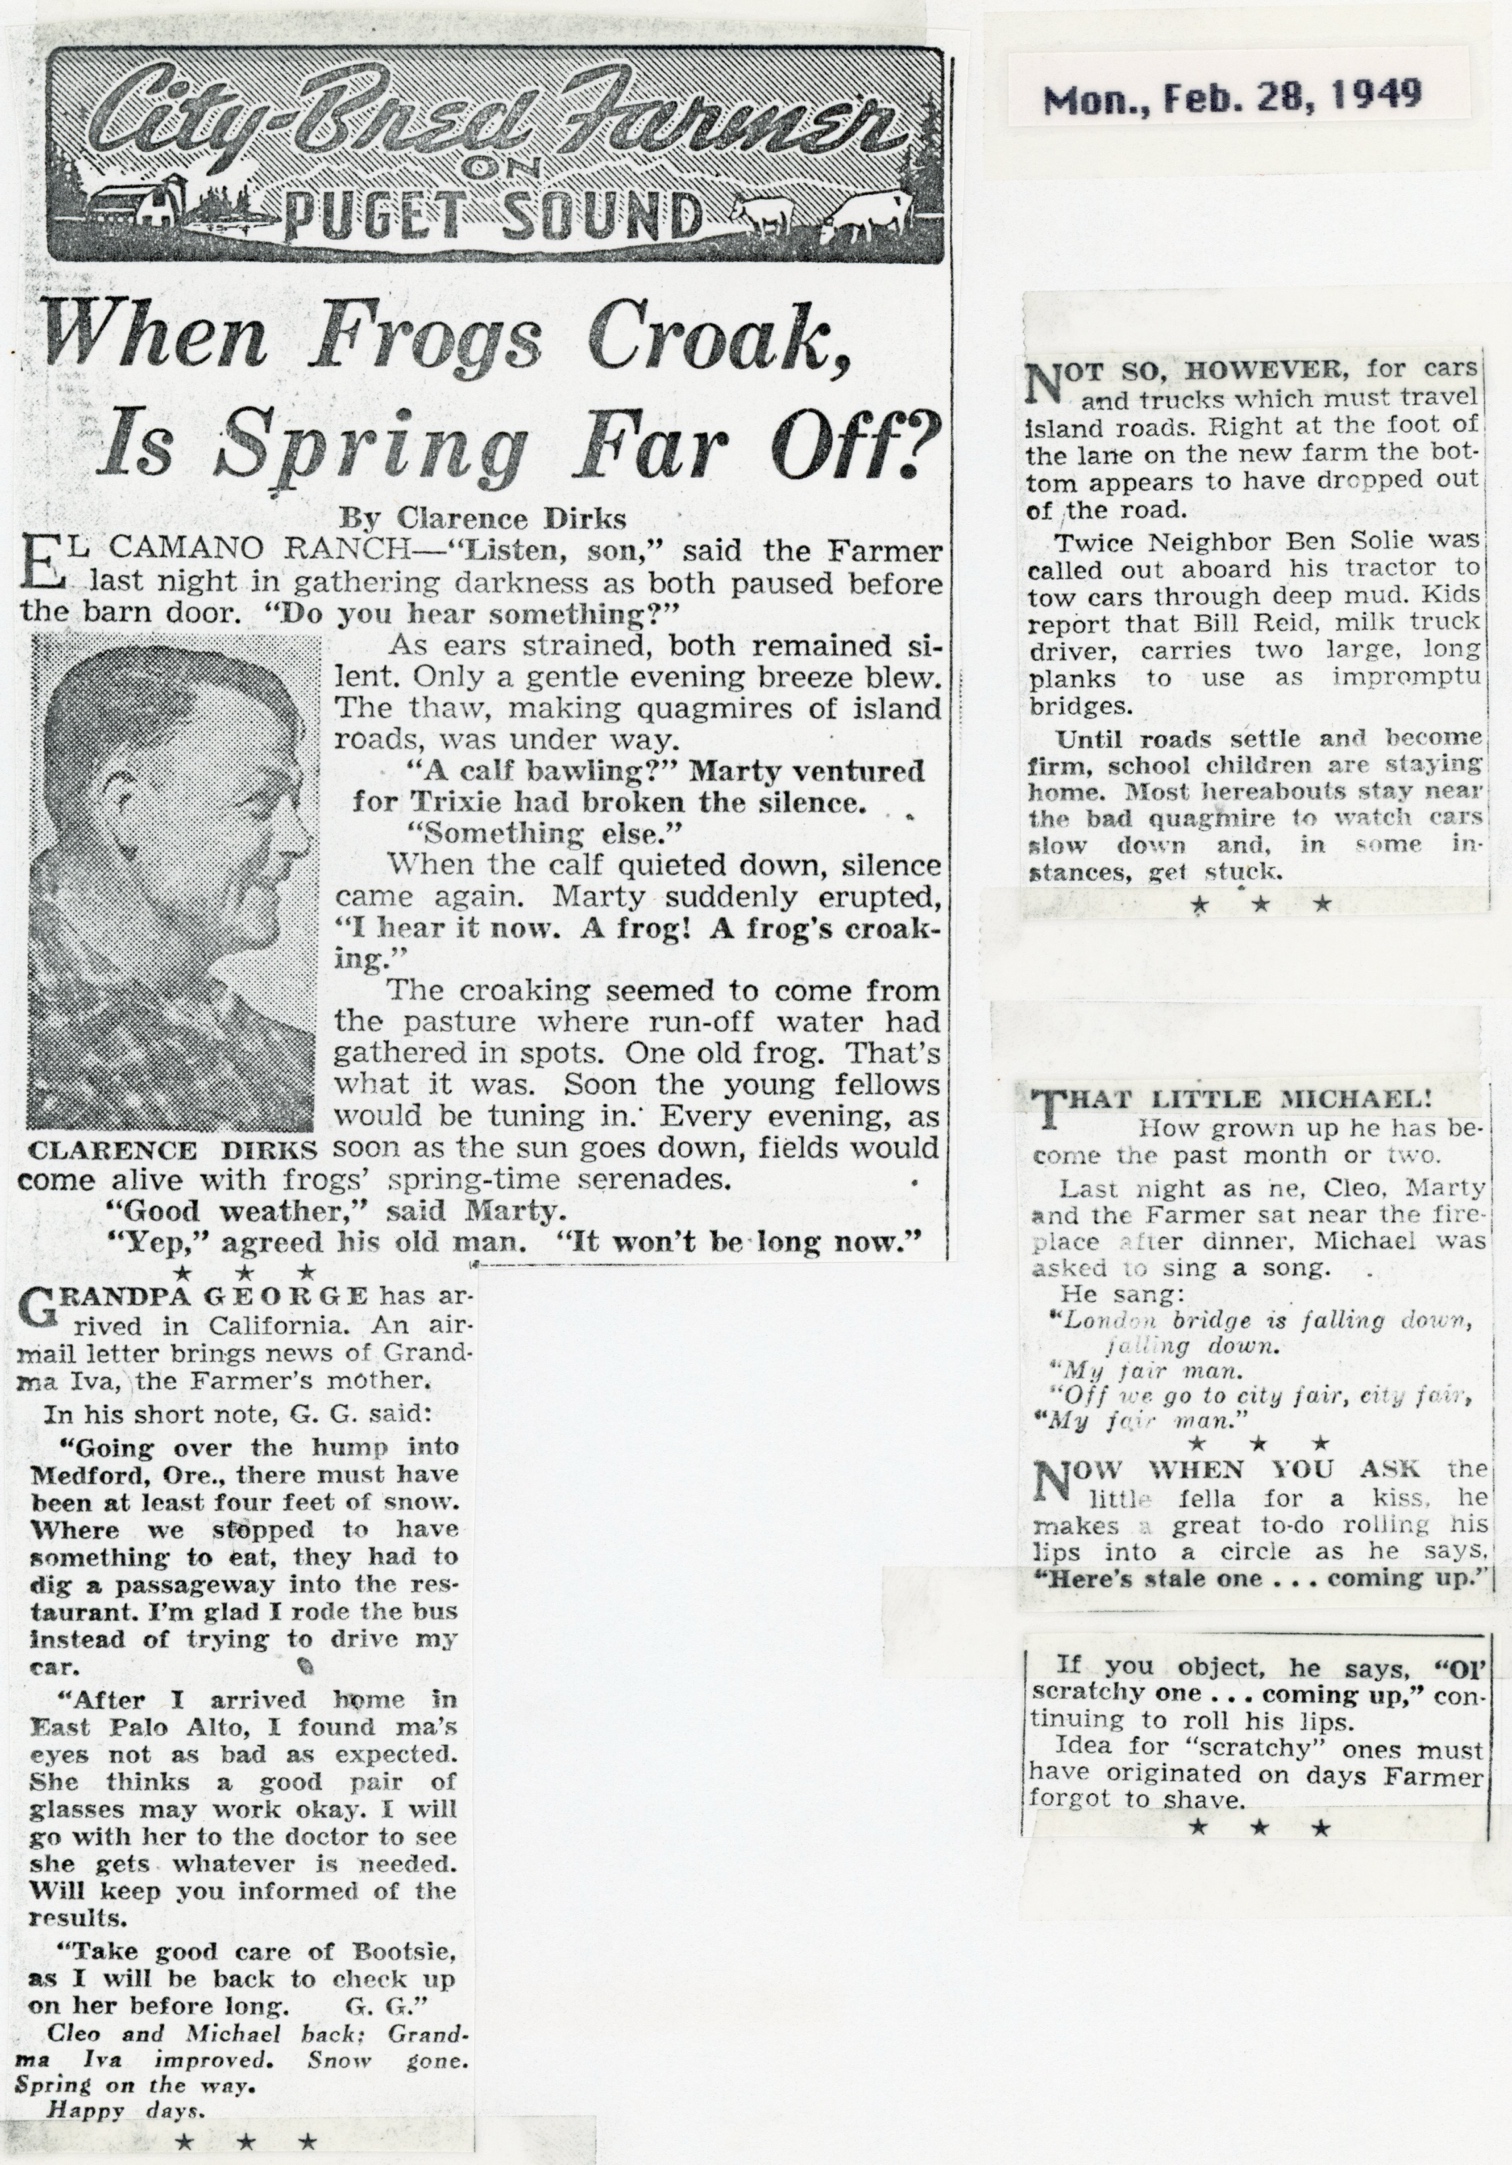 City-Bred Farmer
ON
PUGET SOUND
When Frogs Croak,
Is Spring Far Off?
By Clarence Dirks
EL CAMANO RANCH—“Listen, son,” said the Farmer
last night in gathering darkness as both paused before
the barn door. “Do you hear something?”
As ears strained, both remained si-
lent. Only a gentle evening breeze blew.
The thaw, making quagmires of island
roads, was under way.
“A calf bawling?” Marty ventured
for Trixie had broken the silence.
“Something else.”
When the calf quieted down, silence
came again. Marty suddenly erupted,
“I hear it now. A frog! A frog's croak-
ing.”
The croaking seemed to come from
the pasture where run-off water had
gathered in spots. One old frog. That's
what it was. Soon the young fellows
would be tuning in. Every evening, as
CLARENCE DIRKS
soon as the sun goes down, fields would
come alive with frogs' spring-time serenades.
“Good weather,” said Marty.
“Yep,” agreed his old man. “It won't be long now.”
★ ★ ★
GRANDPA GEORGE has ar-
rived in California. An air-
mail letter brings news of Grand-
ma Iva, the Farmer's mother.
In his short note, G. G. said:
“Going over the hump into
Medford, Ore., there must have
been at least four feet of snow.
Where we stopped to have
something to eat, they had to
dig a passageway into the res-
taurant. I'm glad I rode the bus
instead of trying to drive my
car.
“After I arrived home in
East Palo Alto, I found ma's
eyes not as bad as expected.
She thinks a good pair of
glasses may work okay. I will
go with her to the doctor to see
she gets whatever is needed.
Will keep you informed of the
results.
“Take good care of Bootsie,
as I will be back to check up
on her before long. G. G.”
Cleo and Michael back; Grand-
ma Iva improved. Snow gone.
Spring on the way.
Happy days.
★ ★ ★
Mon., Feb. 28, 1949
NOT SO, HOWEVER, for cars
and trucks which must travel
island roads. Right at the foot of
the lane on the new farm the bot-
tom appears to have dropped out
of the road.
Twice Neighbor Ben Solie was
called out aboard his tractor to
tow cars through deep mud. Kids
report that Bill Reid, milk truck
driver, carries two large, long
planks to use as impromptu
bridges.
Until roads settle and become
firm, school children are staying
home. Most hereabouts stay near
the bad quagmire to watch cars
slow down and, in some in-
stances, get stuck.
★ ★ ★
THAT LITTLE MICHAEL!
How grown up he has be-
come the past month or two.
Last night as he, Cleo, Marty
and the Farmer sat near the fire-
place after dinner, Michael was
asked to sing a song.
He sang:
“London bridge is falling down,
falling down.
“My fair man.
“Off we go to city fair, city fair,
“My fair man.”
★ ★ ★
NOW WHEN YOU ASK the
little fella for a kiss, he
makes a great to-do rolling his
lips into a circle as he says,
“Here's stale one . . . coming up.”
If you object, he says, “Ol'
scratchy one . . . coming up,” con-
tinuing to roll his lips.
Idea for “scratchy” ones must
have originated on days Farmer
forgot to shave.
★ ★ ★